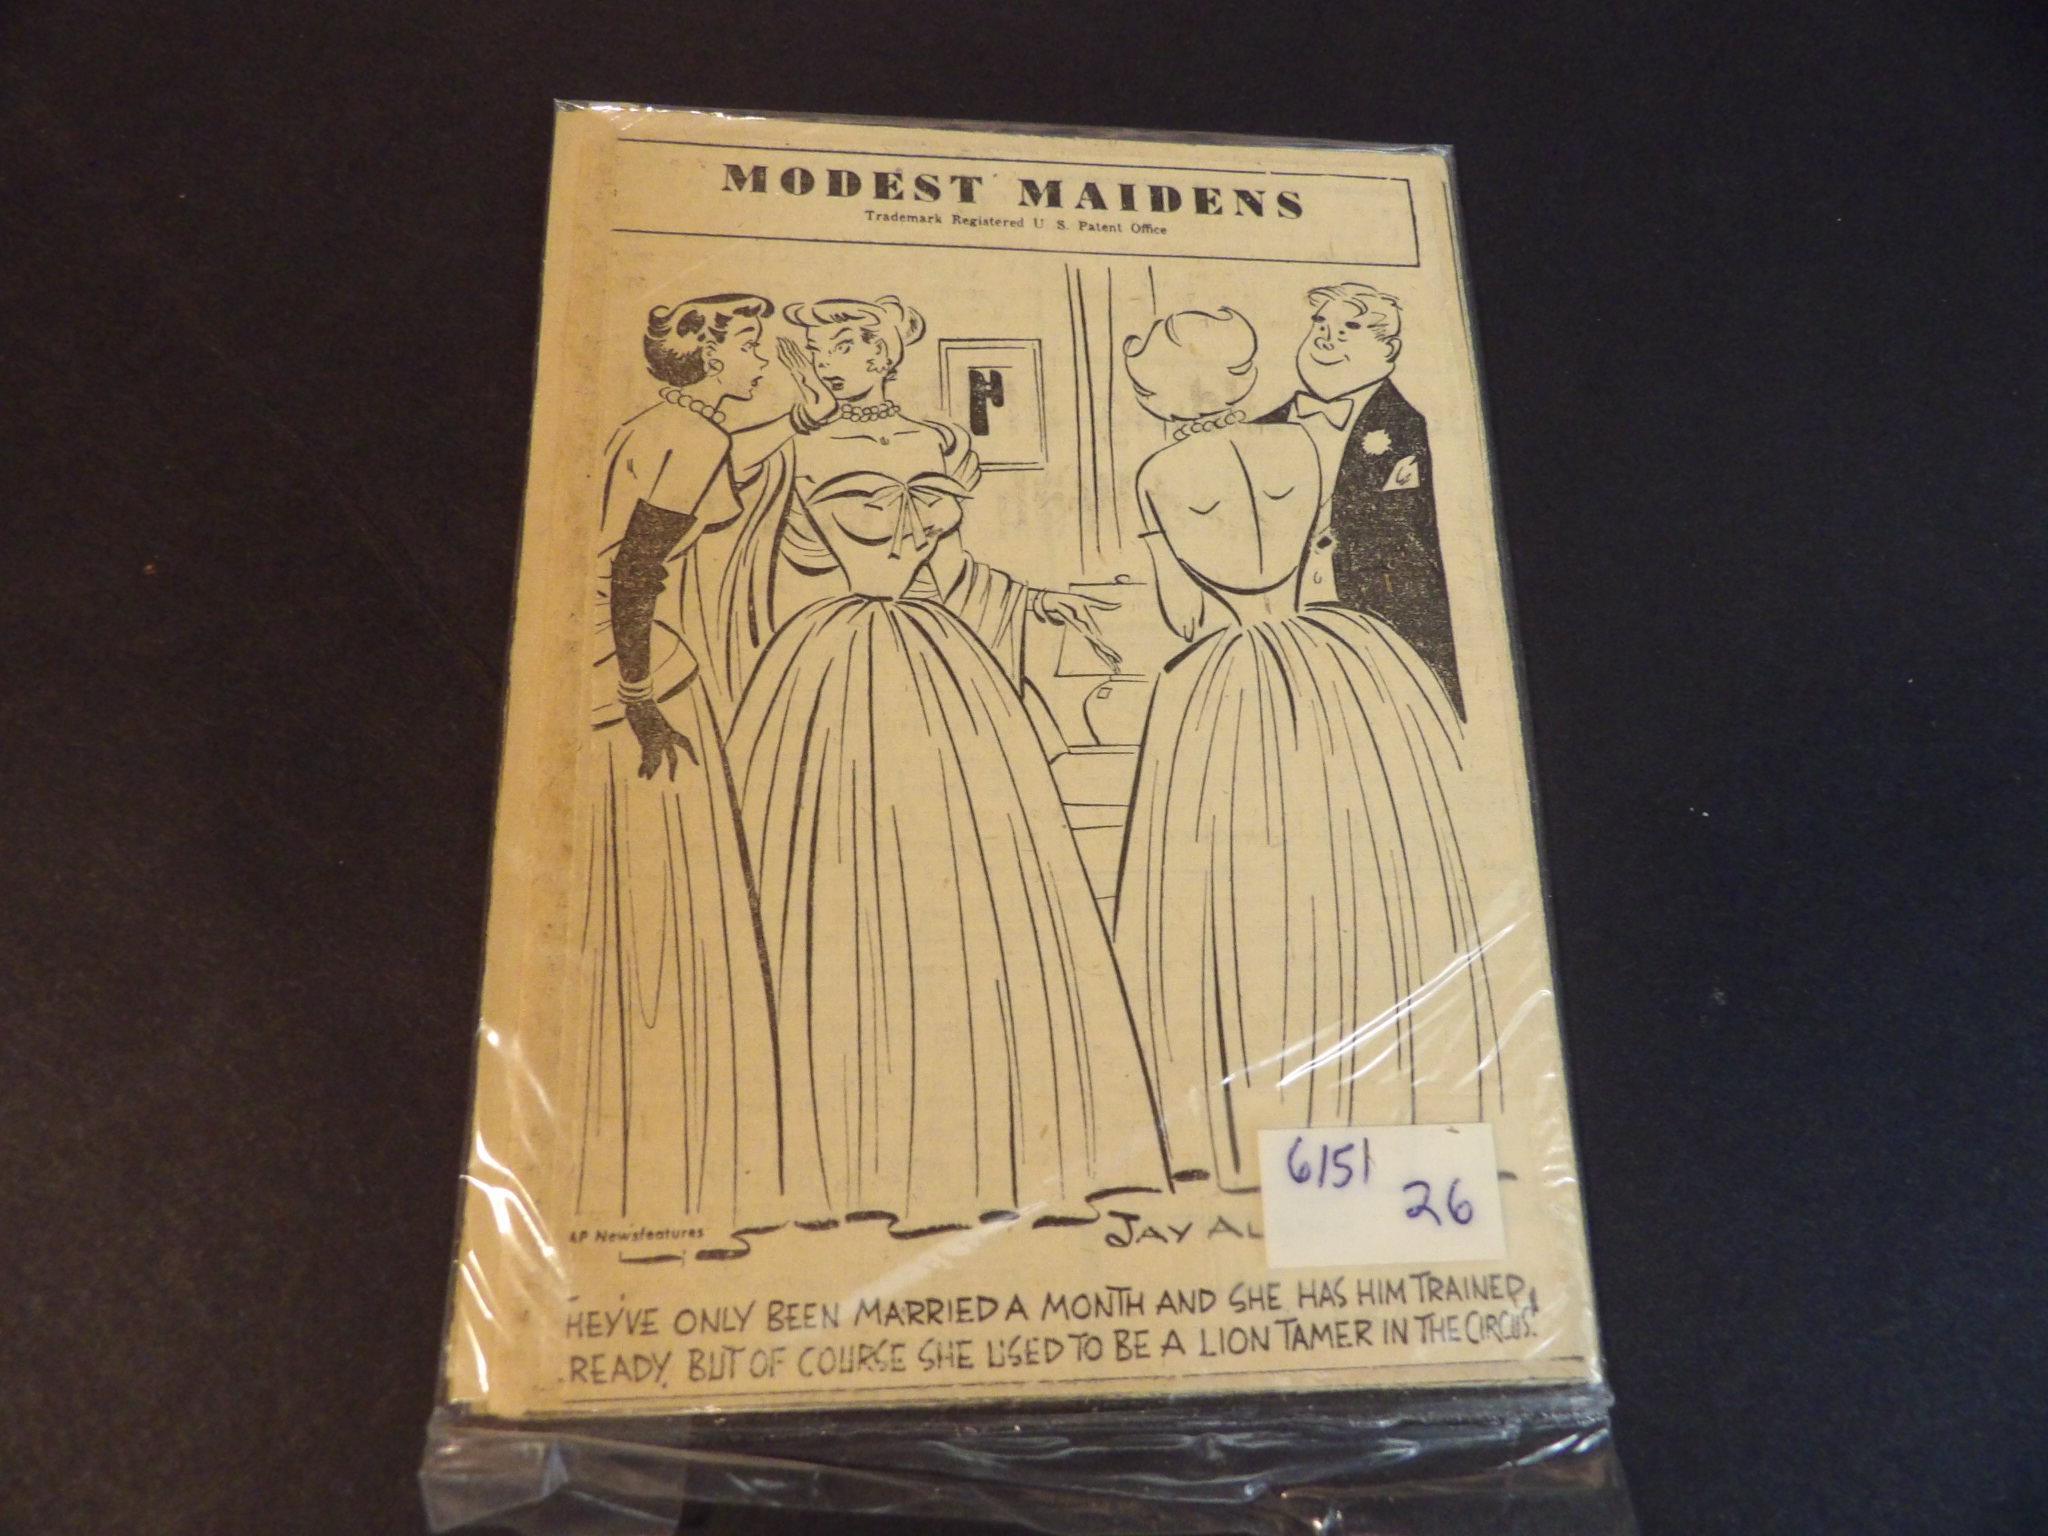 MODEST MAIDENS
Trademark Registered U S. Patent Office
AP Newsfeatures
JAY AL
6151
26
HEY'VE ONLY BEEN MARRIED A MONTH AND SHE HAS HIM TRAINED
READY. BUT OF COURSE SHE USED TO BE A LION TAMER IN THE CIRCUS.